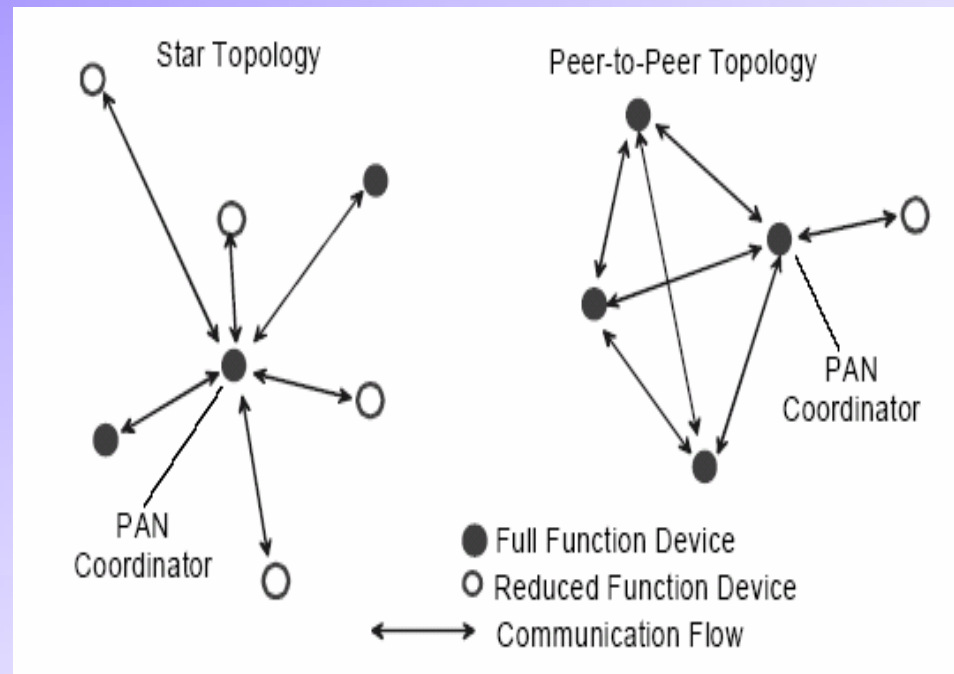 Star Topology
Peer-to-Peer Topology
PAN
Coordinator
PAN
Coordinator
Full Function Device
Reduced Function Device
Communication Flow